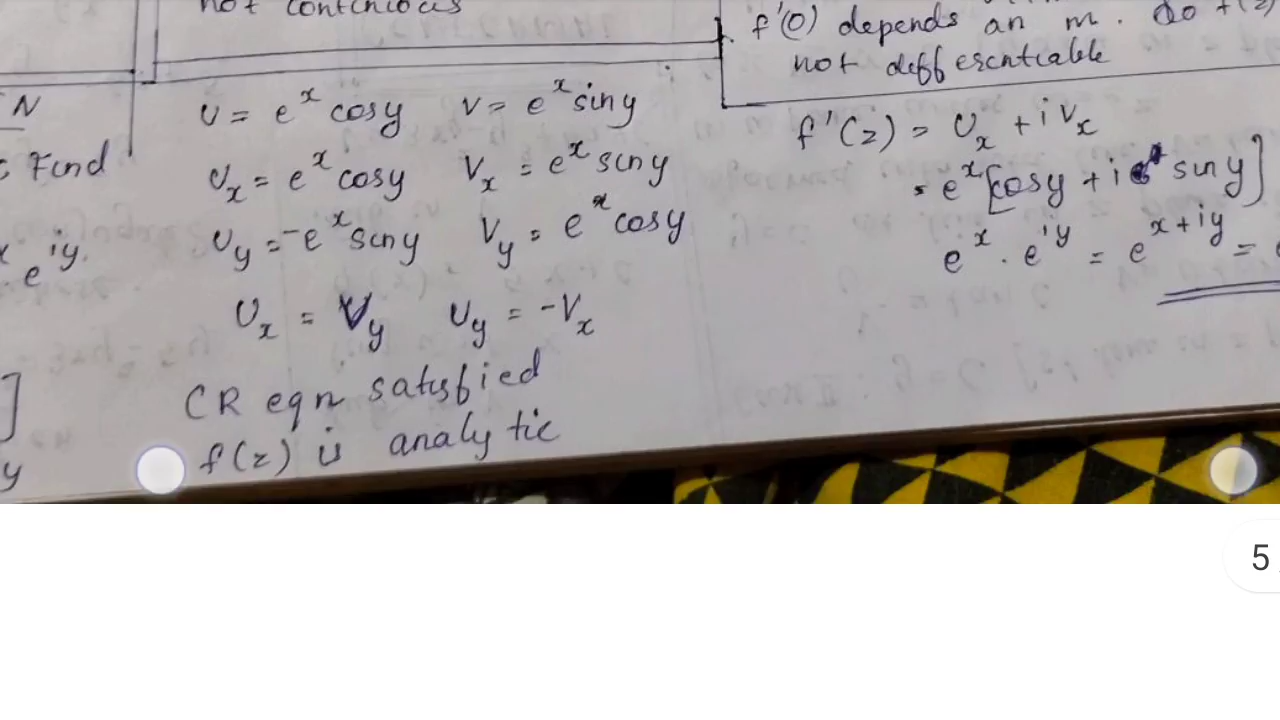 not continuous
f'(0) depends an m. So f(z)
not differentiable
N
Find
e^iy.
]
y
U = e^x cosy V = e^x siny
U_x = e^x cosy V_x = e^x siny
U_y = -e^x siny V_y = e^x cosy
U_x = V_y U_y = -V_x
CR eqn satisfied
f(z) is analytic
f'(z) = U_x + i V_x
= e^x [cosy + i siny]
e^x . e^iy = e^x+iy =
5